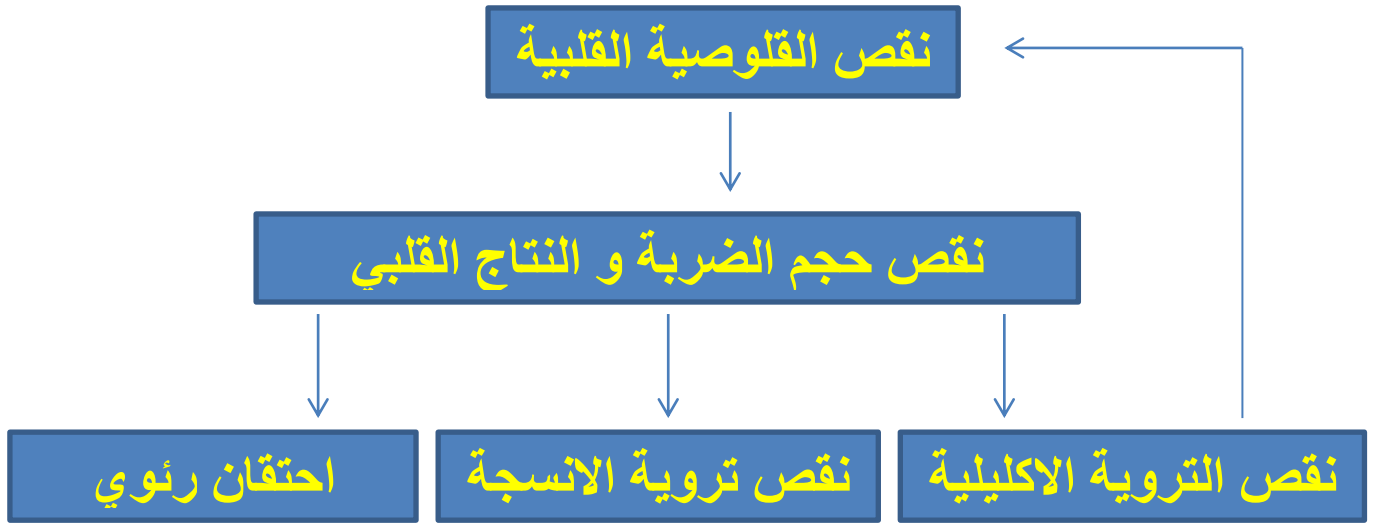 نقص القلوصية القلبية
نقص حجم الضربة و النتاج القلبي
نقص التروية الاكليلية
نقص تروية الانسجة
احتقان رئوي